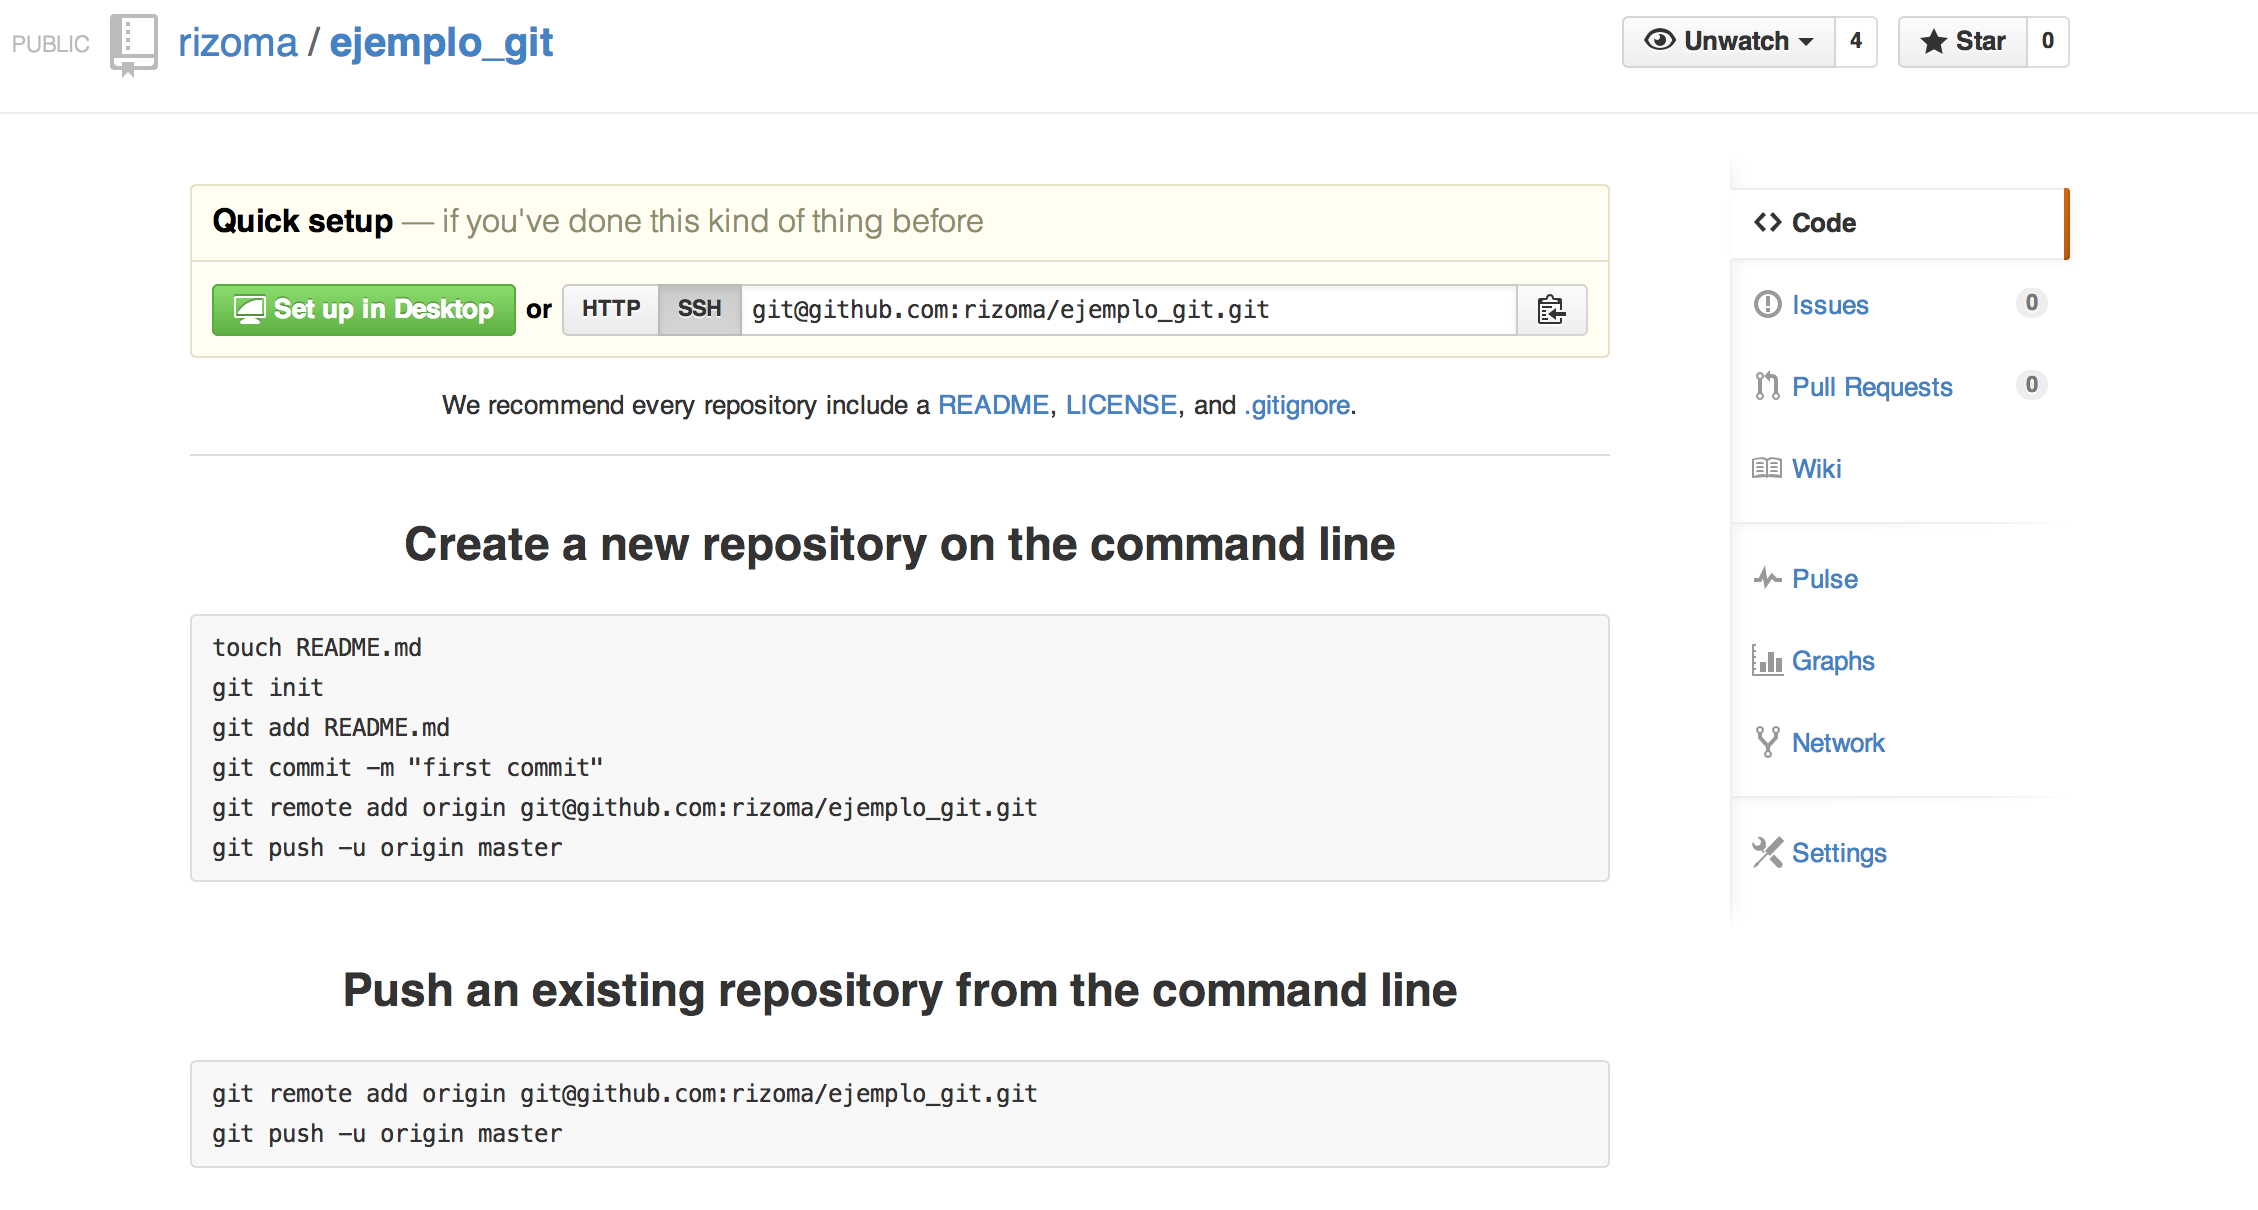 PUBLIC rizoma / ejemplo_git Unwatch 4 Star 0
Quick setup — if you've done this kind of thing before
Set up in Desktop or HTTP SSH git@github.com:rizoma/ejemplo_git.git
We recommend every repository include a README, LICENSE, and .gitignore.
Create a new repository on the command line
touch README.md
git init
git add README.md
git commit -m "first commit"
git remote add origin git@github.com:rizoma/ejemplo_git.git
git push -u origin master
Push an existing repository from the command line
git remote add origin git@github.com:rizoma/ejemplo_git.git
git push -u origin master
Code
Issues 0
Pull Requests 0
Wiki
Pulse
Graphs
Network
Settings